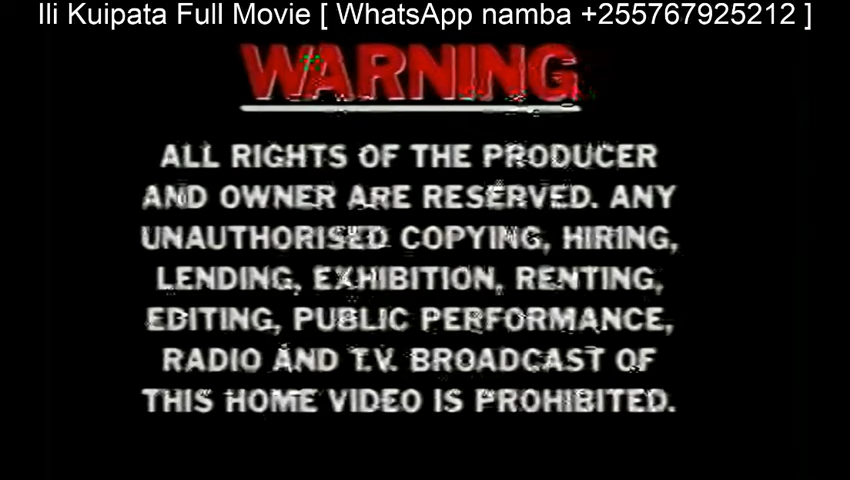 Ili Kuipata Full Movie [ WhatsApp namba +255767925212 ]
WARNING
ALL RIGHTS OF THE PRODUCER
AND OWNER ARE RESERVED. ANY
UNAUTHORISED COPYING, HIRING,
LENDING, EXHIBITION, RENTING,
EDITING, PUBLIC PERFORMANCE,
RADIO AND T.V. BROADCAST OF
THIS HOME VIDEO IS PROHIBITED.